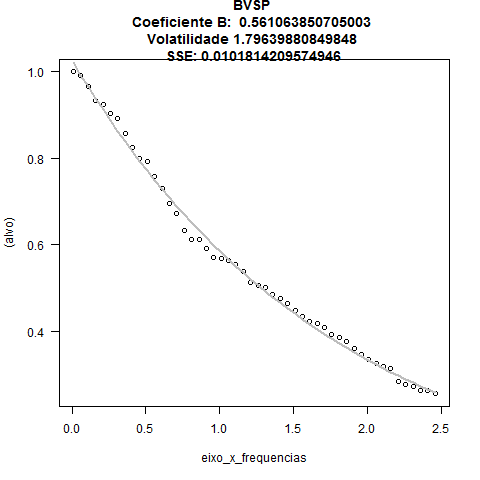 BVSP
Coeficiente B:  0.561063850705003
Volatilidade 1.79639880849848
SSE: 0.0101814209574946
1.0
0.8
0.6
0.4
(alvo)
0.0 0.5 1.0 1.5 2.0 2.5
eixo_x_frequencias